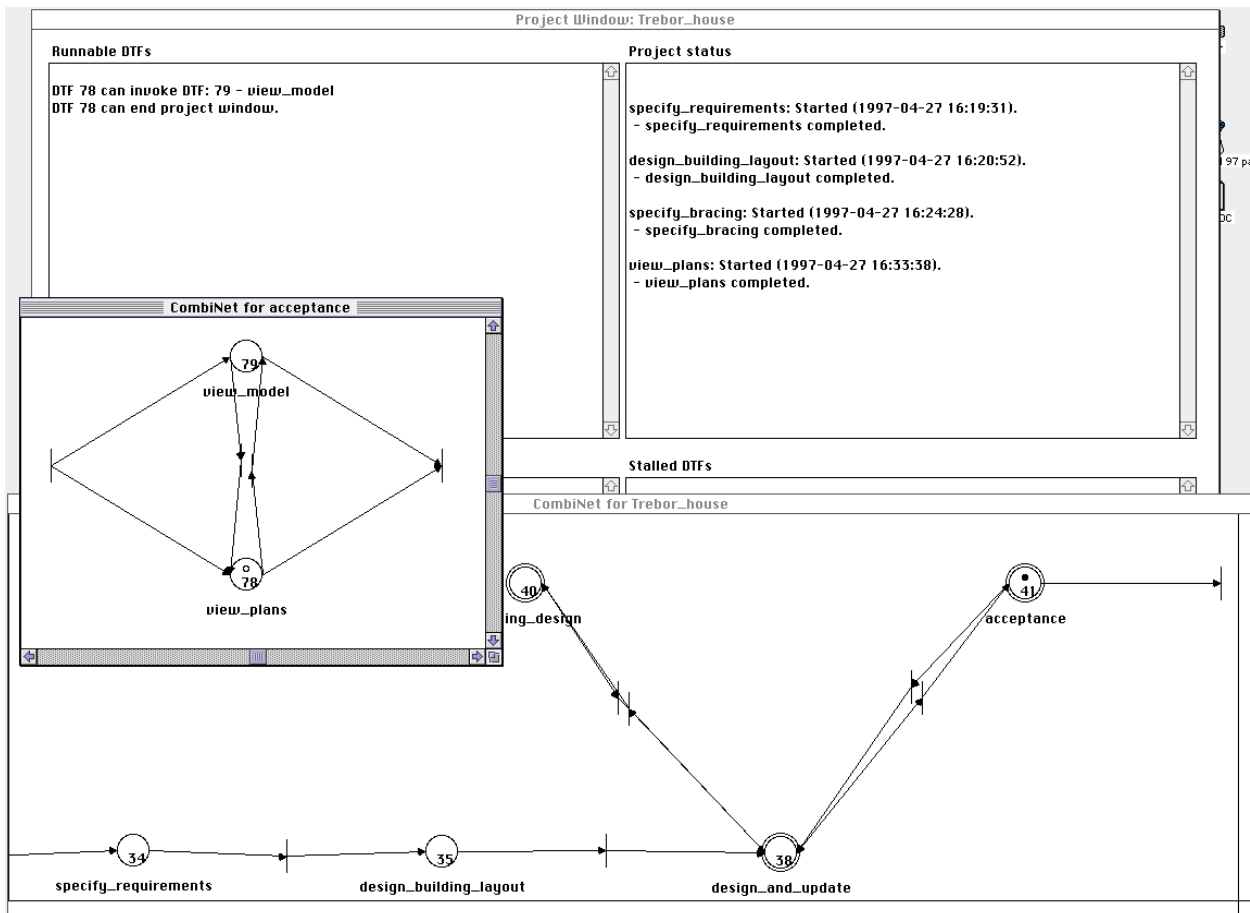 Project Window: Trebor_house
Runnable DTFs
Project status
DTF 78 can invoke DTF: 79 - view_model
DTF 78 can end project window.
specify_requirements: Started (1997-04-27 16:19:31).
- specify_requirements completed.
design_building_layout: Started (1997-04-27 16:20:52).
- design_building_layout completed.
specify_bracing: Started (1997-04-27 16:24:28).
- specify_bracing completed.
view_plans: Started (1997-04-27 16:33:38).
- view_plans completed.
97 pa
DC
CombiNet for acceptance
79
view_model
78
view_plans
Stalled DTFs
CombiNet for Trebor_house
40
ing_design
41
acceptance
34
specify_requirements
35
design_building_layout
38
design_and_update